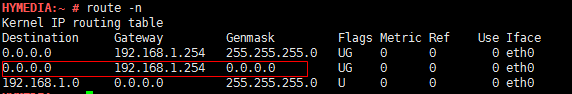 HYMEDIA:~ # route -n
Kernel IP routing table
Destination Gateway Genmask Flags Metric Ref Use Iface
0.0.0.0 192.168.1.254 255.255.255.0 UG 0 0 0 eth0
0.0.0.0 192.168.1.254 0.0.0.0 UG 0 0 0 eth0
192.168.1.0 0.0.0.0 255.255.255.0 U 0 0 0 eth0